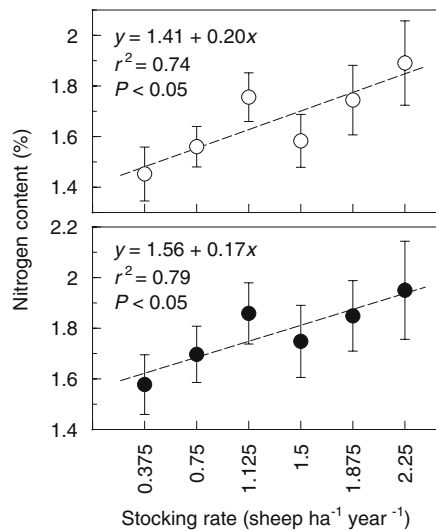 2
y = 1.41 + 0.20x
r² = 0.74
1.8
P < 0.05
1.6
1.4
Nitrogen content (%)
2.2
y = 1.56 + 0.17x
2
r² = 0.79
P < 0.05
1.8
1.6
1.4
0.375
0.75
1.125
1.5
1.875
2.25
Stocking rate (sheep ha⁻¹ year ⁻¹)